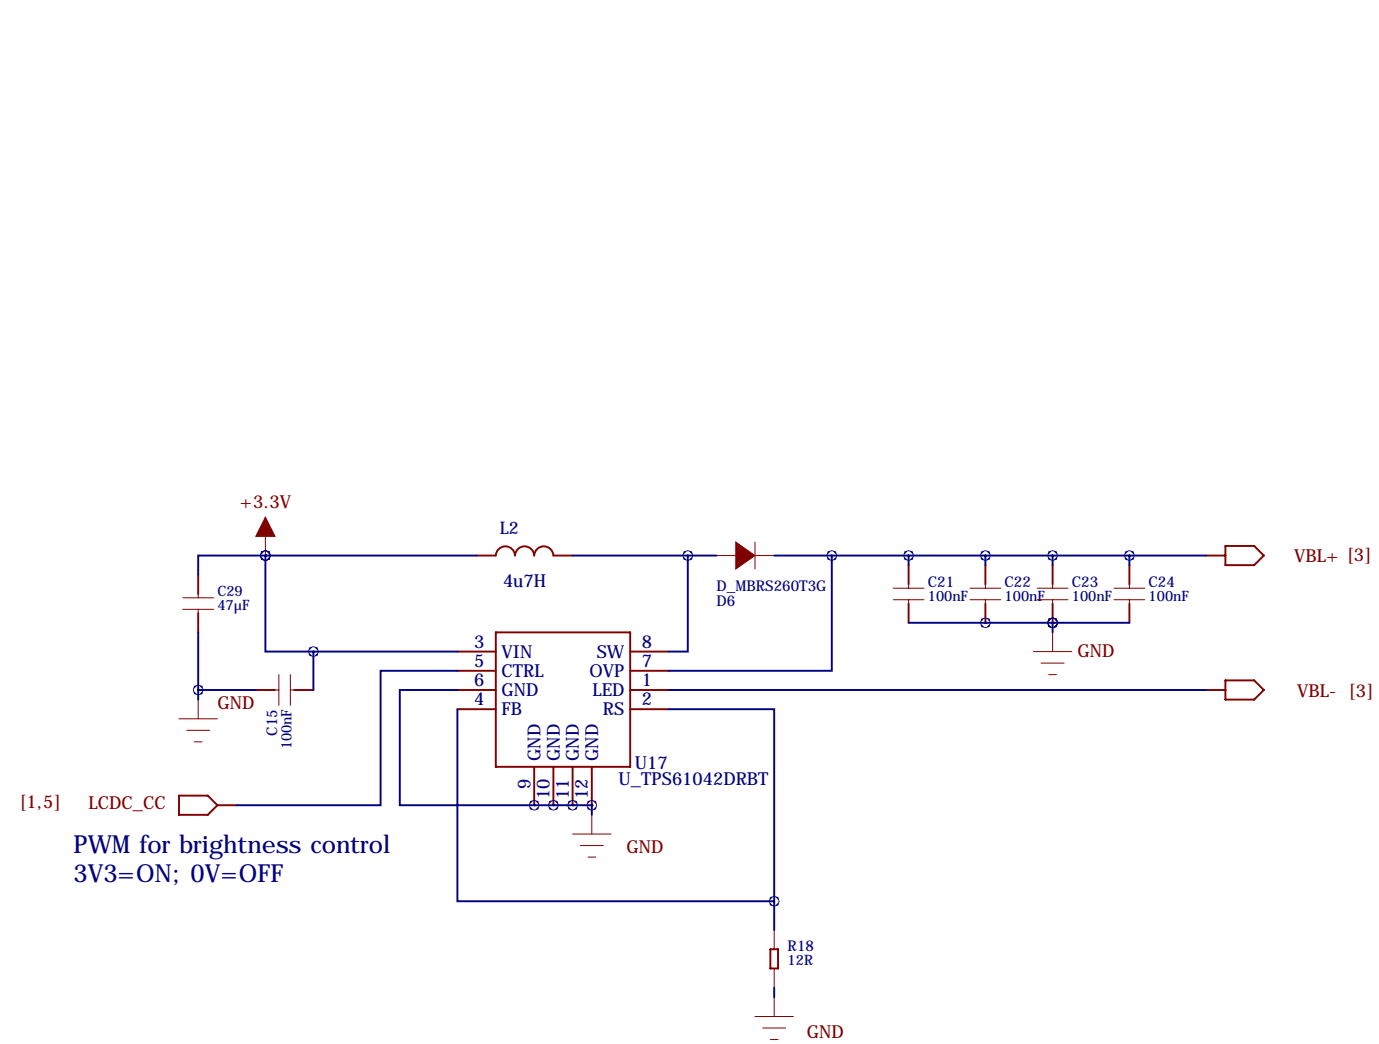 +3.3V
L2
4u7H
C29
47µF
D_MBRS260T3G
D6
C21
100nF
C22
100nF
C23
100nF
C24
100nF
VBL+ [3]
GND
VBL- [3]
GND
C15
100nF
3
5
6
4
VIN
CTRL
GND
FB
SW
OVP
LED
RS
8
7
1
2
GND
GND
GND
GND
9
10
11
12
U17
U_TPS61042DRBT
[1,5] LCDC_CC
PWM for brightness control
3V3=ON; 0V=OFF
GND
R18
12R
GND